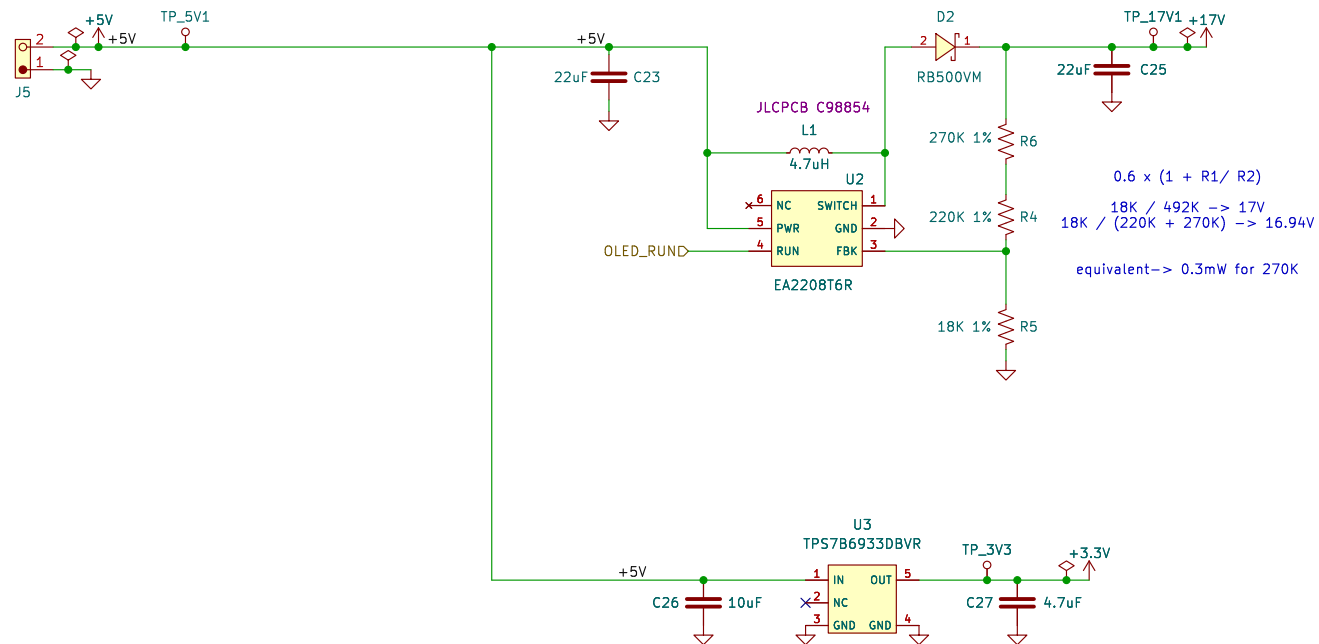 +5V
TP_5V1
D2
TP_17V1
+17V
2
+5V
+5V
2
1
1
22uF
C23
RB500VM
22uF
C25
J5
JLCPCB C98854
L1
4.7uH
270K 1%
R6
U2
0.6 x (1 + R1/ R2)
6
NC
SWITCH
1
5
PWR
GND
2
4
RUN
FBK
3
OLED_RUN
EA2208T6R
220K 1%
R4
18K / 492K -> 17V
18K / (220K + 270K) -> 16.94V
equivalent-> 0.3mW for 270K
18K 1%
R5
U3
TPS7B6933DBVR
TP_3V3
+3.3V
+5V
1
IN
OUT
5
C26
10uF
2
NC
C27
4.7uF
3
GND
GND
4